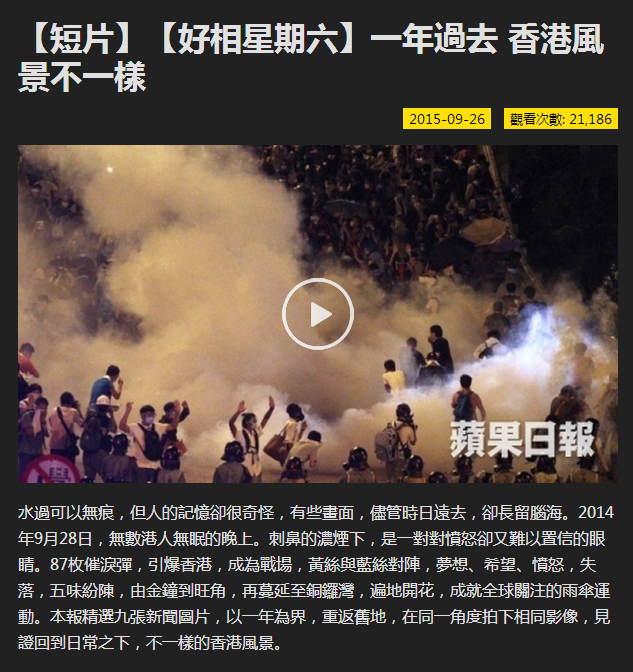 【短片】【好相星期六】一年過去 香港風
景不一樣
2015-09-26 觀看次數: 21,186
蘋果日報
水過可以無痕，但人的記憶卻很奇怪，有些畫面，儘管時日遠去，卻長留腦海。2014
年9月28日，無數港人無眠的晚上。刺鼻的濃煙下，是一對對憤怒卻又難以置信的眼
睛。87枚催淚彈，引爆香港，成為戰場，黃絲與藍絲對陣，夢想、希望、憤怒，失
落，五味紛陳，由金鐘到旺角，再蔓延至銅鑼灣，遍地開花，成就全球關注的雨傘運
動。本報精選九張新聞圖片，以一年為界，重返舊地，在同一角度拍下相同影像，見
證回到日常之下，不一樣的香港風景。